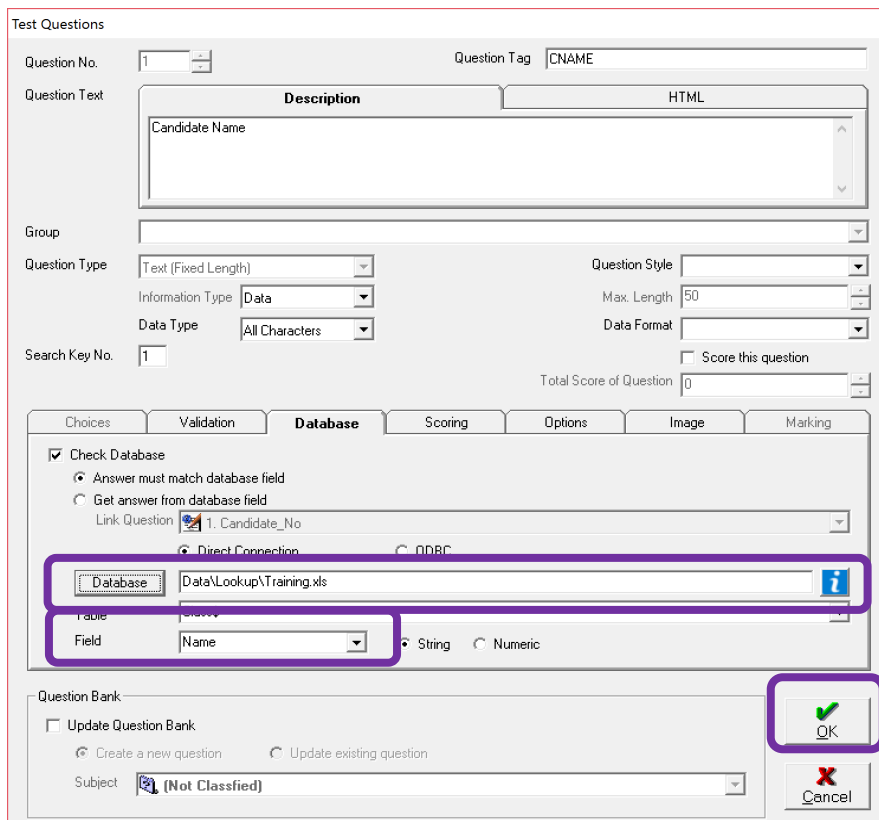 Test Questions
Question No. 1 Question Tag CNAME
Question Text Description HTML
Candidate Name
Group
Question Type Text (Fixed Length) Question Style
Information Type Data Max. Length 50
Data Type All Characters Data Format
Search Key No. 1 Score this question
Total Score of Question 0
Choices Validation Database Scoring Options Image Marking
Check Database
Answer must match database field
Get answer from database field
Link Question 1. Candidate_No
Direct Connection ODBC
Database Data\Lookup\Training.xls i
Table
Field Name String Numeric
Question Bank
Update Question Bank
OK
Create a new question Update existing question
Subject (Not Classfied)
Cancel